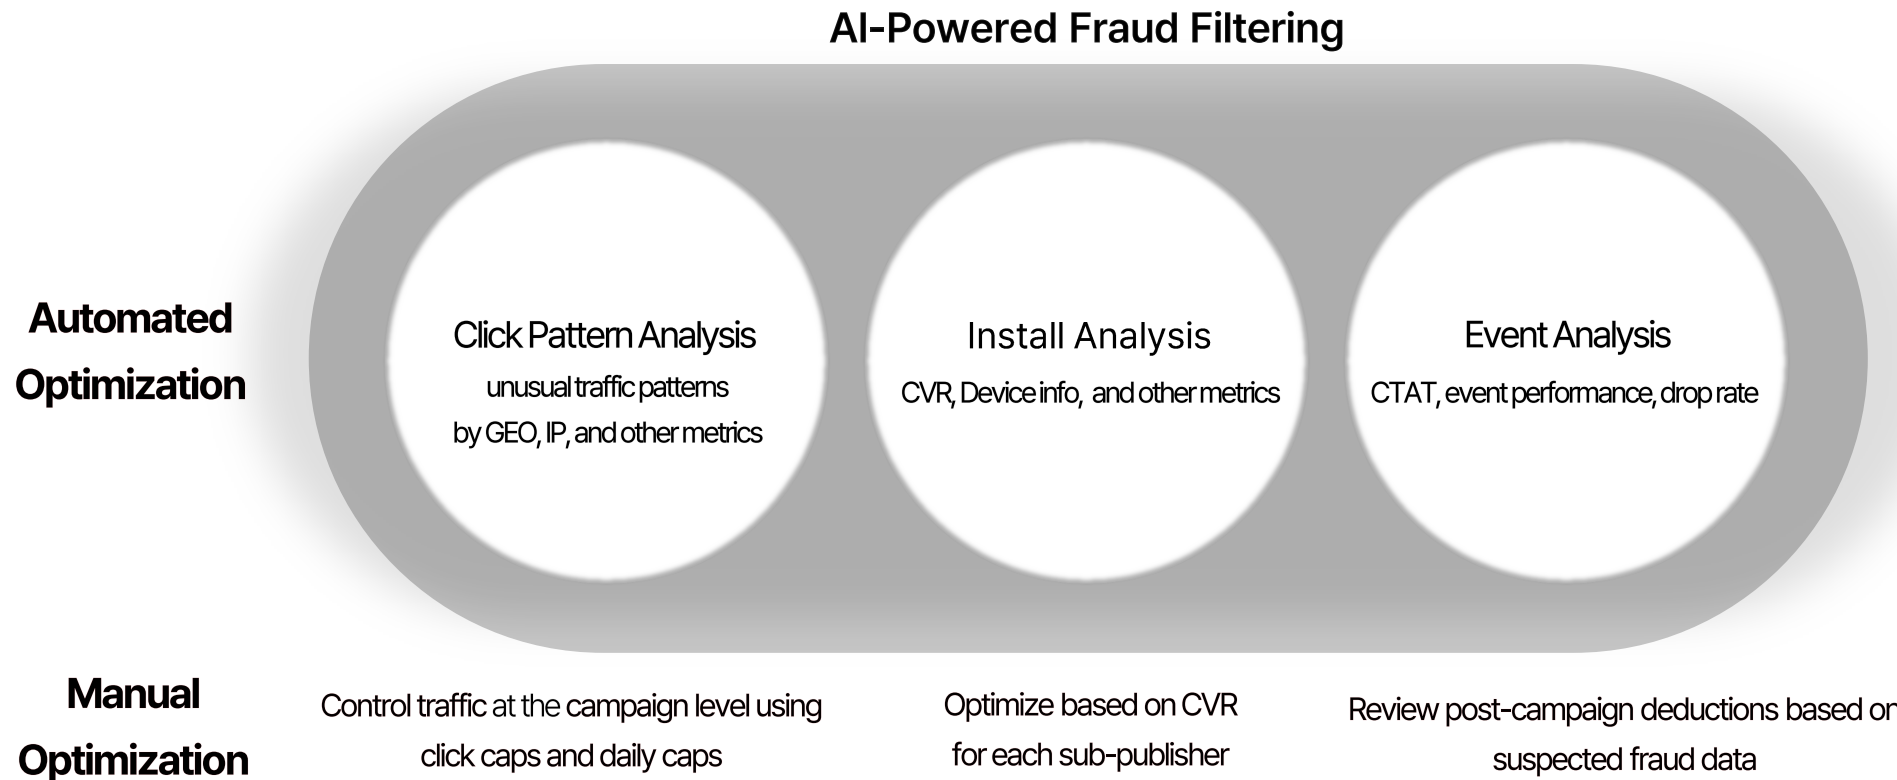 AI-Powered Fraud Filtering
Automated
Optimization
Click Pattern Analysis
unusual traffic patterns
by GEO, IP, and other metrics
Install Analysis
CVR, Device info, and other metrics
Event Analysis
CTAT, event performance, drop rate
Manual
Optimization
Control traffic at the campaign level using
click caps and daily caps
Optimize based on CVR
for each sub-publisher
Review post-campaign deductions based on
suspected fraud data